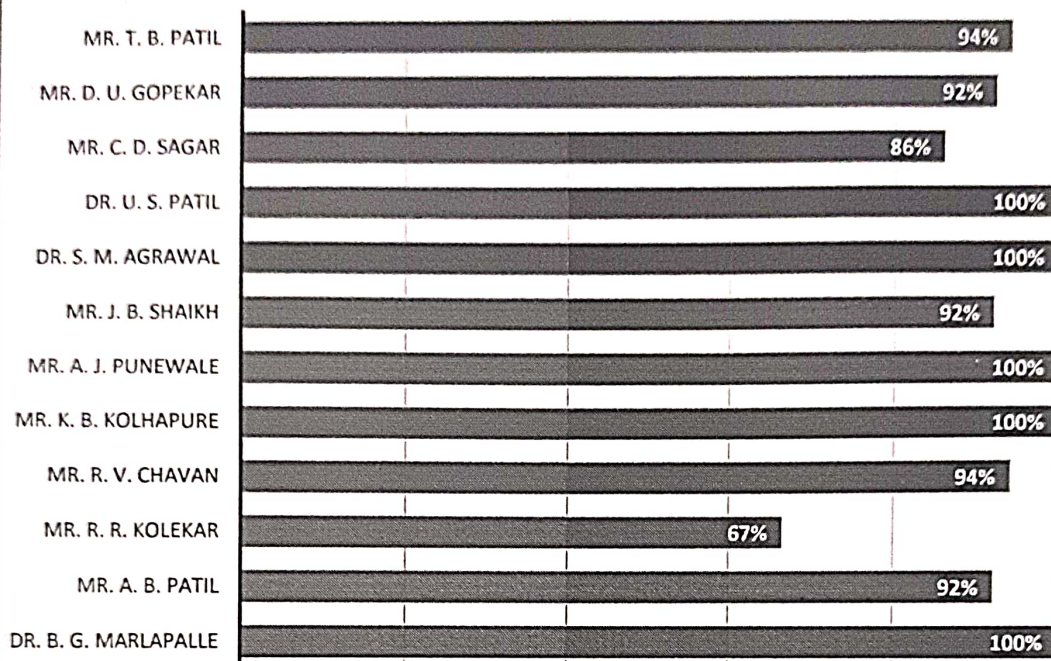 MR. T. B. PATIL 94%
MR. D. U. GOPEKAR 92%
MR. C. D. SAGAR 86%
DR. U. S. PATIL 100%
DR. S. M. AGRAWAL 100%
MR. J. B. SHAIKH 92%
MR. A. J. PUNEWALE 100%
MR. K. B. KOLHAPURE 100%
MR. R. V. CHAVAN 94%
MR. R. R. KOLEKAR 67%
MR. A. B. PATIL 92%
DR. B. G. MARLAPALLE 100%